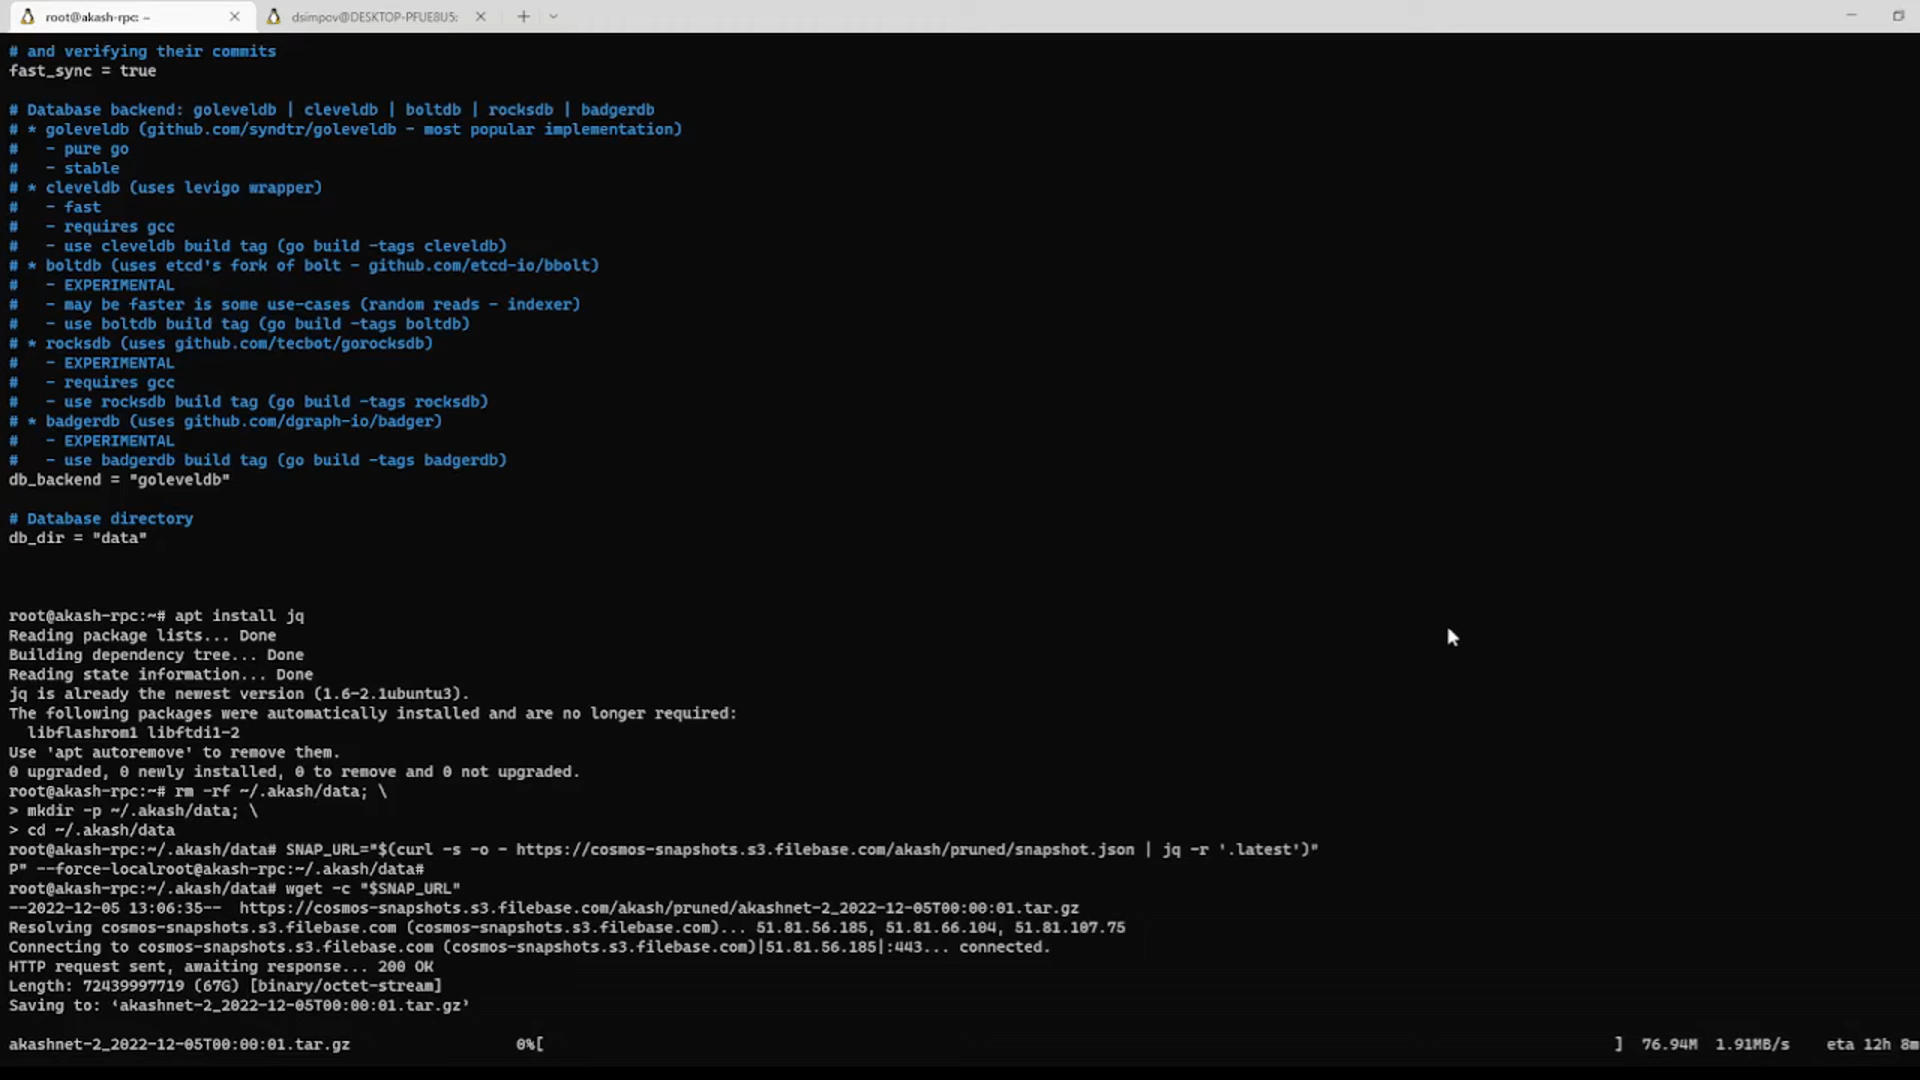 root@akash-rpc: ~
dsimpov@DESKTOP-PFUE8U5:
# and verifying their commits
fast_sync = true
# Database backend: goleveldb | cleveldb | boltdb | rocksdb | badgerdb
# * goleveldb (github.com/syndtr/goleveldb - most popular implementation)
#   - pure go
#   - stable
# * cleveldb (uses levigo wrapper)
#   - fast
#   - requires gcc
#   - use cleveldb build tag (go build -tags cleveldb)
# * boltdb (uses etcd's fork of bolt - github.com/etcd-io/bbolt)
#   - EXPERIMENTAL
#   - may be faster is some use-cases (random reads - indexer)
#   - use boltdb build tag (go build -tags boltdb)
# * rocksdb (uses github.com/tecbot/gorocksdb)
#   - EXPERIMENTAL
#   - requires gcc
#   - use rocksdb build tag (go build -tags rocksdb)
# * badgerdb (uses github.com/dgraph-io/badger)
#   - EXPERIMENTAL
#   - use badgerdb build tag (go build -tags badgerdb)
db_backend = "goleveldb"
# Database directory
db_dir = "data"
root@akash-rpc:~# apt install jq
Reading package lists... Done
Building dependency tree... Done
Reading state information... Done
jq is already the newest version (1.6-2.1ubuntu3).
The following packages were automatically installed and are no longer required:
  libflashrom1 libftdi1-2
Use 'apt autoremove' to remove them.
0 upgraded, 0 newly installed, 0 to remove and 0 not upgraded.
root@akash-rpc:~# rm -rf ~/.akash/data; \
> mkdir -p ~/.akash/data; \
> cd ~/.akash/data
root@akash-rpc:~/.akash/data# SNAP_URL="$(curl -s -o - https://cosmos-snapshots.s3.filebase.com/akash/pruned/snapshot.json | jq -r '.latest')"
P" --force-localroot@akash-rpc:~/.akash/data#
root@akash-rpc:~/.akash/data# wget -c "$SNAP_URL"
--2022-12-05 13:06:35--  https://cosmos-snapshots.s3.filebase.com/akash/pruned/akashnet-2_2022-12-05T00:00:01.tar.gz
Resolving cosmos-snapshots.s3.filebase.com (cosmos-snapshots.s3.filebase.com)... 51.81.56.185, 51.81.66.104, 51.81.107.75
Connecting to cosmos-snapshots.s3.filebase.com (cosmos-snapshots.s3.filebase.com)|51.81.56.185|:443... connected.
HTTP request sent, awaiting response... 200 OK
Length: 72439997719 (67G) [binary/octet-stream]
Saving to: ‘akashnet-2_2022-12-05T00:00:01.tar.gz’
akashnet-2_2022-12-05T00:00:01.tar.gz 0%[ ] 76.94M 1.91MB/s eta 12h 8m